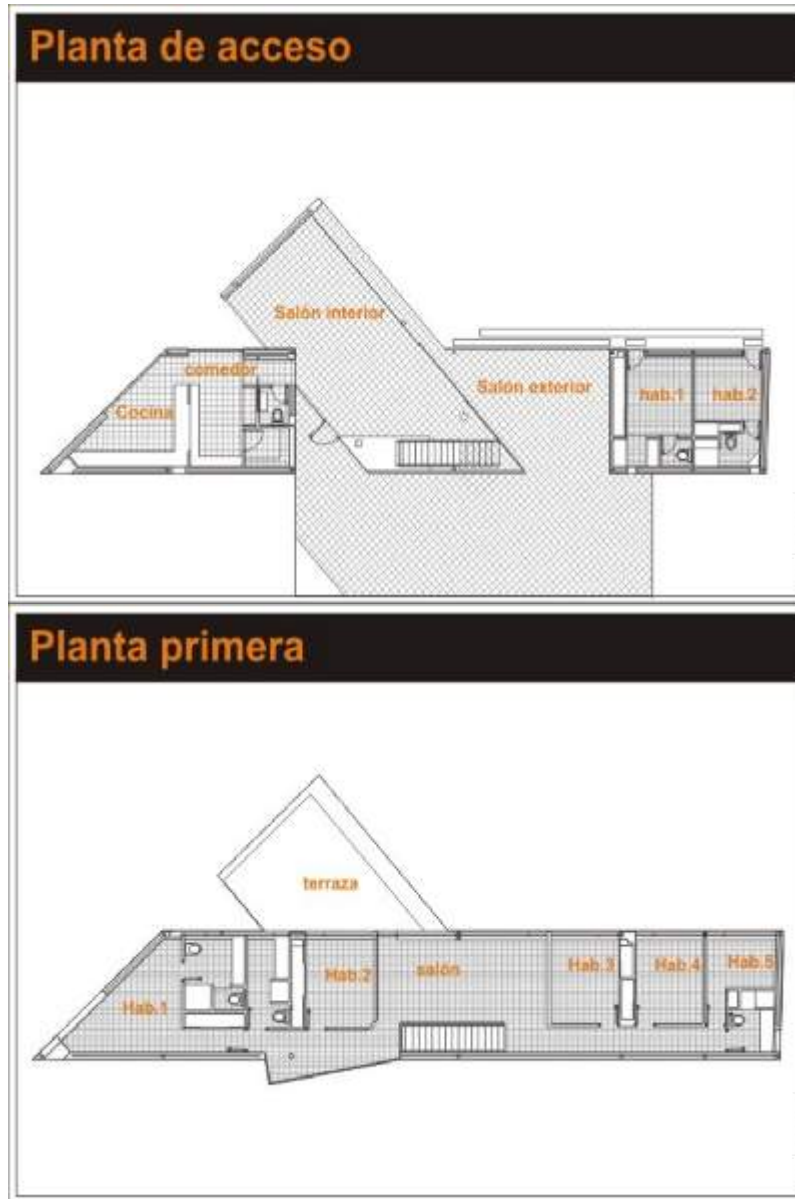 Planta de acceso
Salón interior
comedor
Salón exterior
Cocina
hab.1
hab.2
Planta primera
terraza
Hab.1
Hab.2
salón
Hab.3
Hab.4
Hab.5